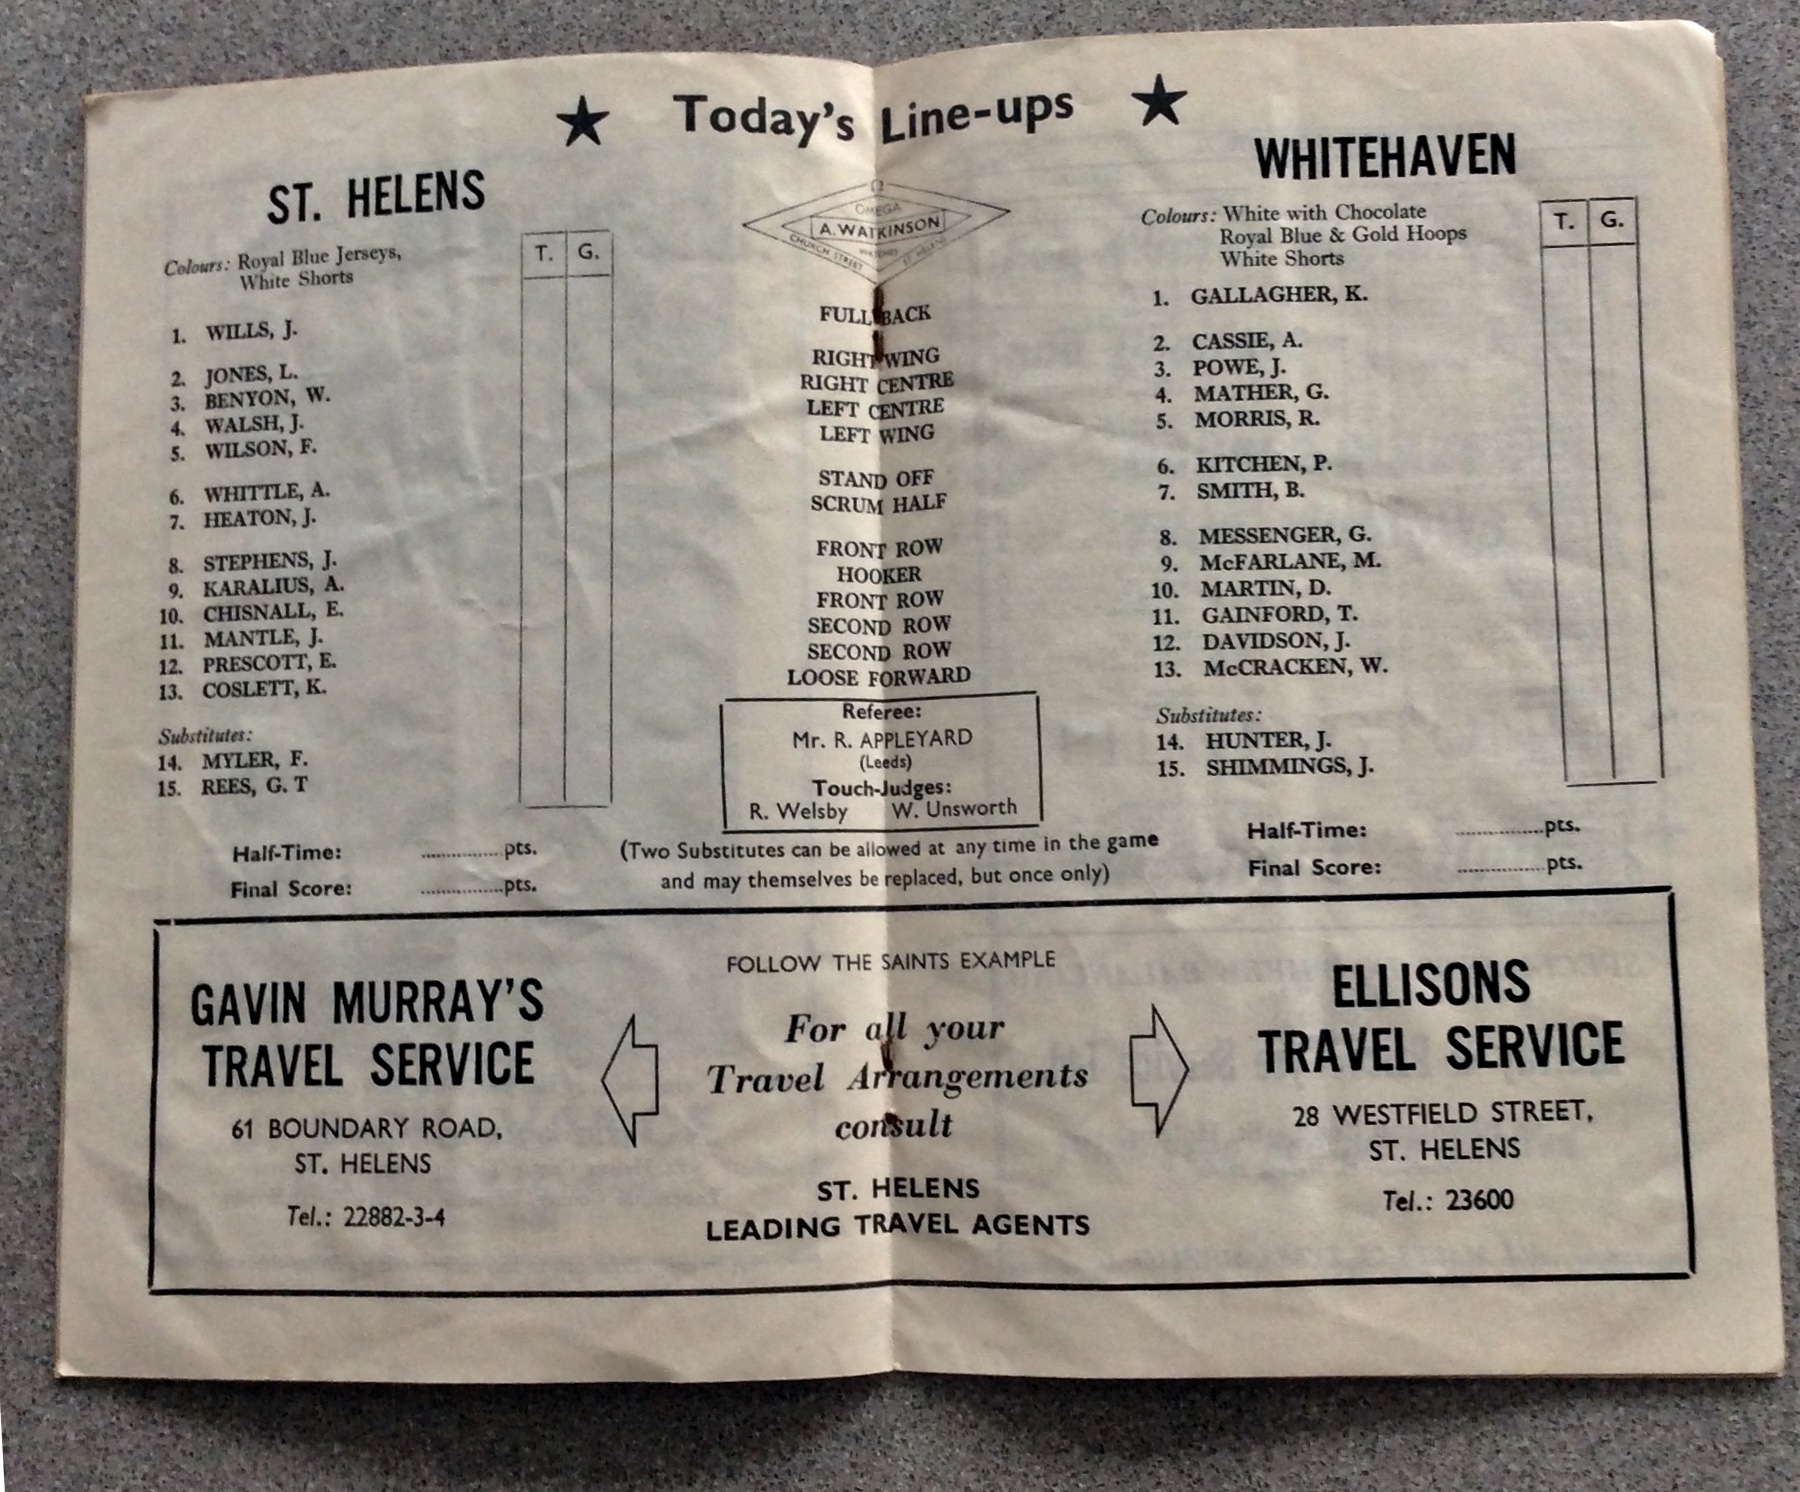 ★ Today's Line-ups ★
ST. HELENS
Colours: Royal Blue Jerseys,
White Shorts
T. G.
1. WILLS, J.
2. JONES, L.
3. BENYON, W.
4. WALSH, J.
5. WILSON, F.
6. WHITTLE, A.
7. HEATON, J.
8. STEPHENS, J.
9. KARALIUS, A.
10. CHISNALL, E.
11. MANTLE, J.
12. PRESCOTT, E.
13. COSLETT, K.
Substitutes:
14. MYLER, F.
15. REES, G. T
Half-Time: ...............pts.
Final Score: ...............pts.
Ω
OMEGA
A. WATKINSON
WATCHES
CHURCH STREET
ST. HELENS
FULL BACK
RIGHT WING
RIGHT CENTRE
LEFT CENTRE
LEFT WING
STAND OFF
SCRUM HALF
FRONT ROW
HOOKER
FRONT ROW
SECOND ROW
SECOND ROW
LOOSE FORWARD
Referee:
Mr. R. APPLEYARD
(Leeds)
Touch-Judges:
R. Welsby W. Unsworth
(Two Substitutes can be allowed at any time in the game
and may themselves be replaced, but once only)
WHITEHAVEN
Colours: White with Chocolate
Royal Blue & Gold Hoops
White Shorts
T. G.
1. GALLAGHER, K.
2. CASSIE, A.
3. POWE, J.
4. MATHER, G.
5. MORRIS, R.
6. KITCHEN, P.
7. SMITH, B.
8. MESSENGER, G.
9. McFARLANE, M.
10. MARTIN, D.
11. GAINFORD, T.
12. DAVIDSON, J.
13. McCRACKEN, W.
Substitutes:
14. HUNTER, J.
15. SHIMMINGS, J.
Half-Time: ...............pts.
Final Score: ...............pts.
GAVIN MURRAY'S
TRAVEL SERVICE
61 BOUNDARY ROAD,
ST. HELENS
Tel.: 22882-3-4
FOLLOW THE SAINTS EXAMPLE
For all your
Travel Arrangements
consult
ST. HELENS
LEADING TRAVEL AGENTS
ELLISONS
TRAVEL SERVICE
28 WESTFIELD STREET,
ST. HELENS
Tel.: 23600